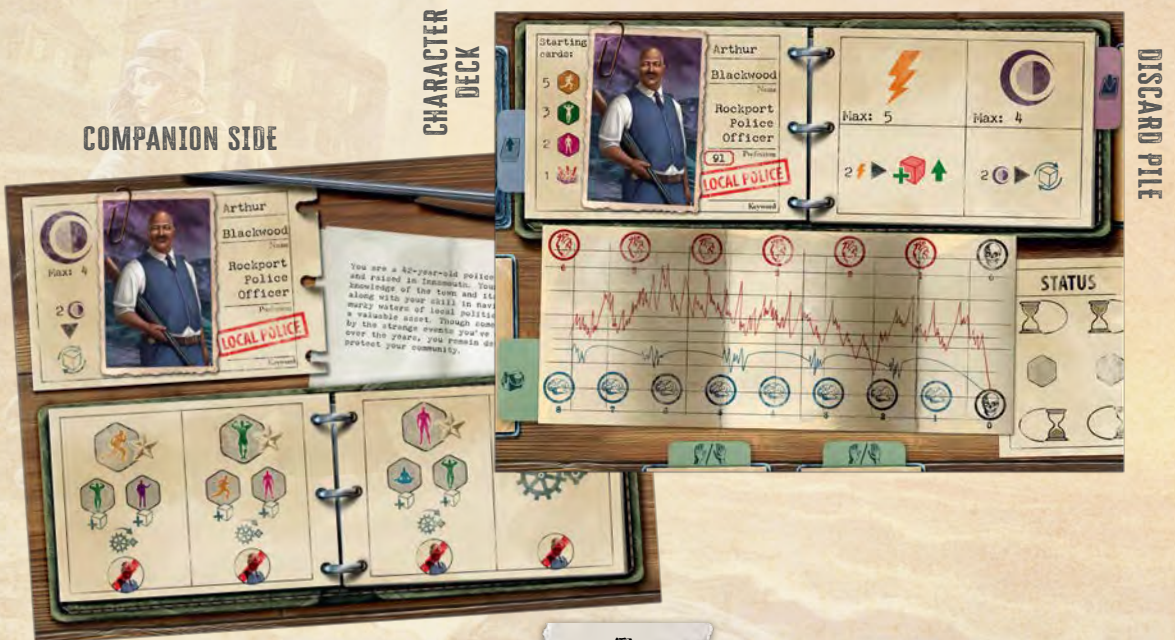 COMPANION SIDE
CHARACTER
DECK
DISCARD PILE
Starting
cards:
5
3
2
1
Arthur
Blackwood
Name
Rockport
Police
Officer
91
Profession
LOCAL POLICE
Keyword
Max: 5
Max: 4
2
2
STATUS
Max: 4
2
Arthur
Blackwood
Name
Rockport
Police
Officer
Profession
LOCAL POLICE
Keyword
You are a 42-year-old police
and raised in Innsmouth. You
knowledge of the town and its
along with your skill in navi
murky waters of local politic
a valuable asset. Though some
by the strange events you've
over the years, you remain de
protect your community.